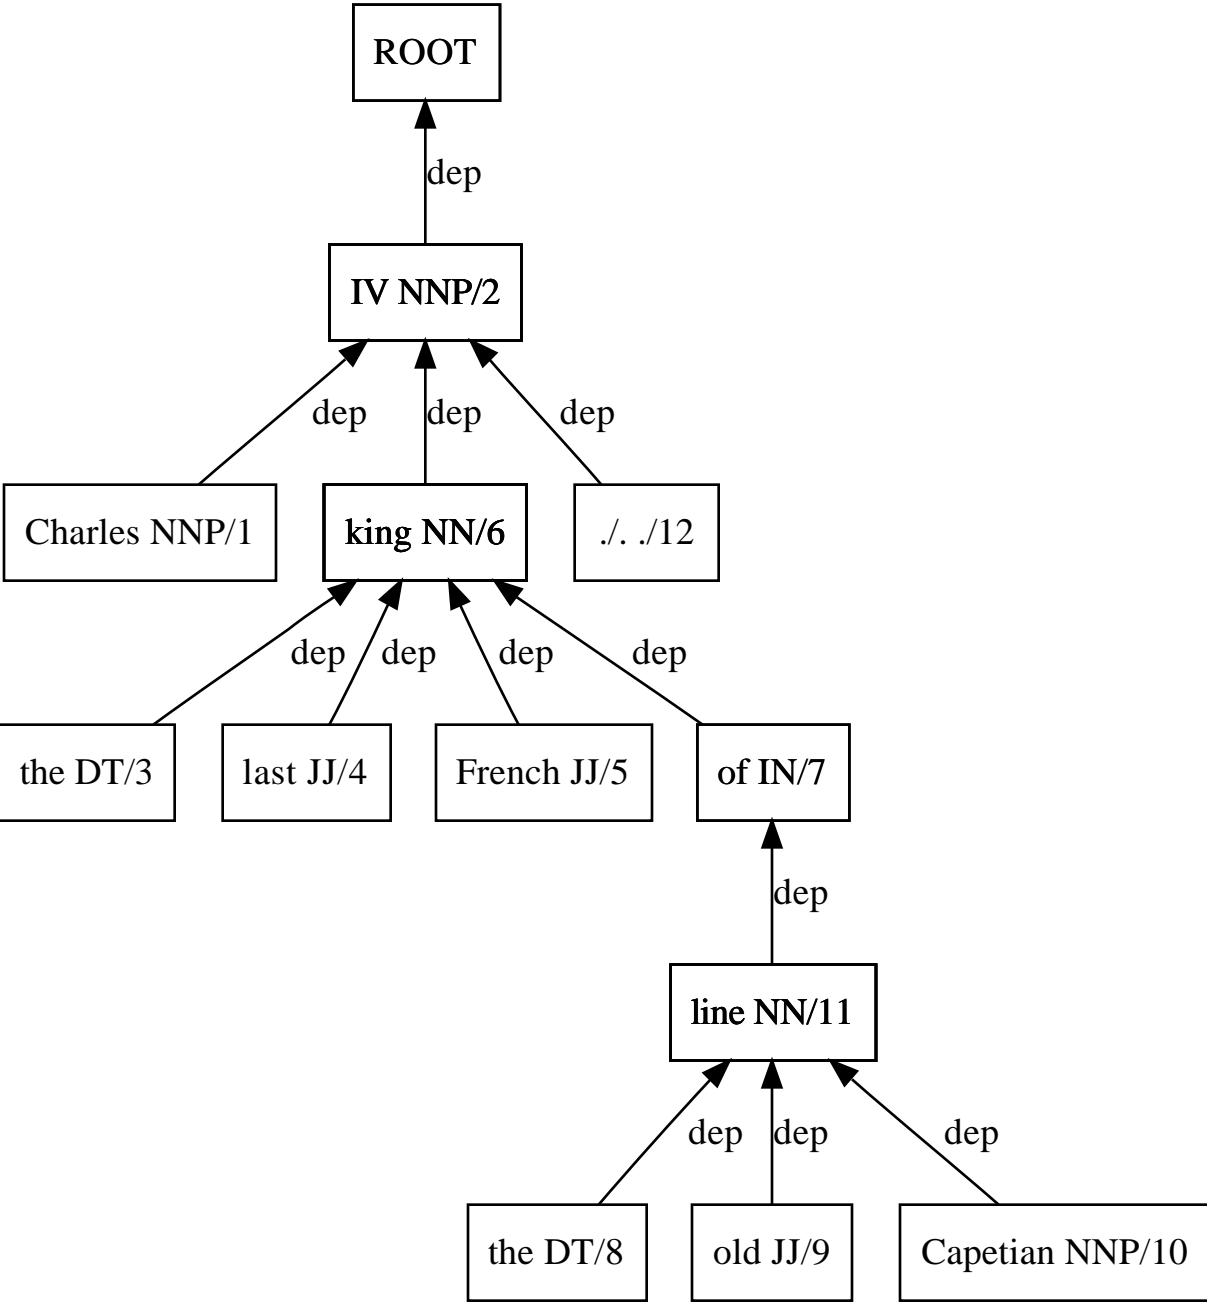 ROOT
dep
IV NNP/2
dep dep dep
Charles NNP/1 king NN/6 ./. ./12
dep dep dep dep
the DT/3 last JJ/4 French JJ/5 of IN/7
dep
line NN/11
dep dep dep
the DT/8 old JJ/9 Capetian NNP/10